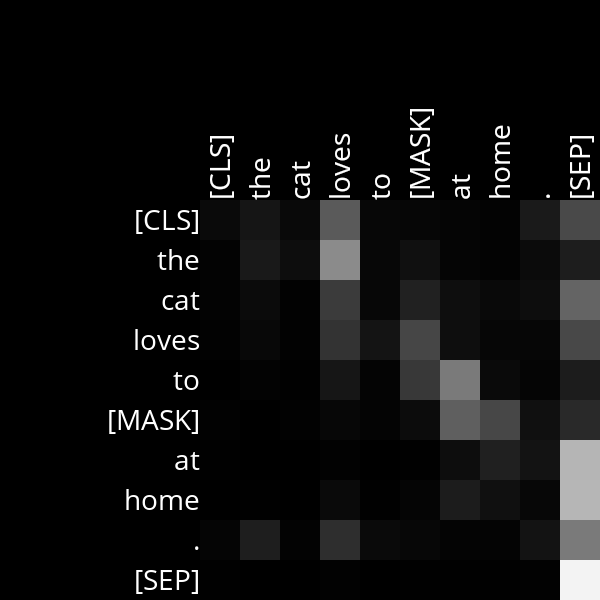 [CLS] the cat loves to [MASK] at home . [SEP]
[CLS]
the
cat
loves
to
[MASK]
at
home
.
[SEP]